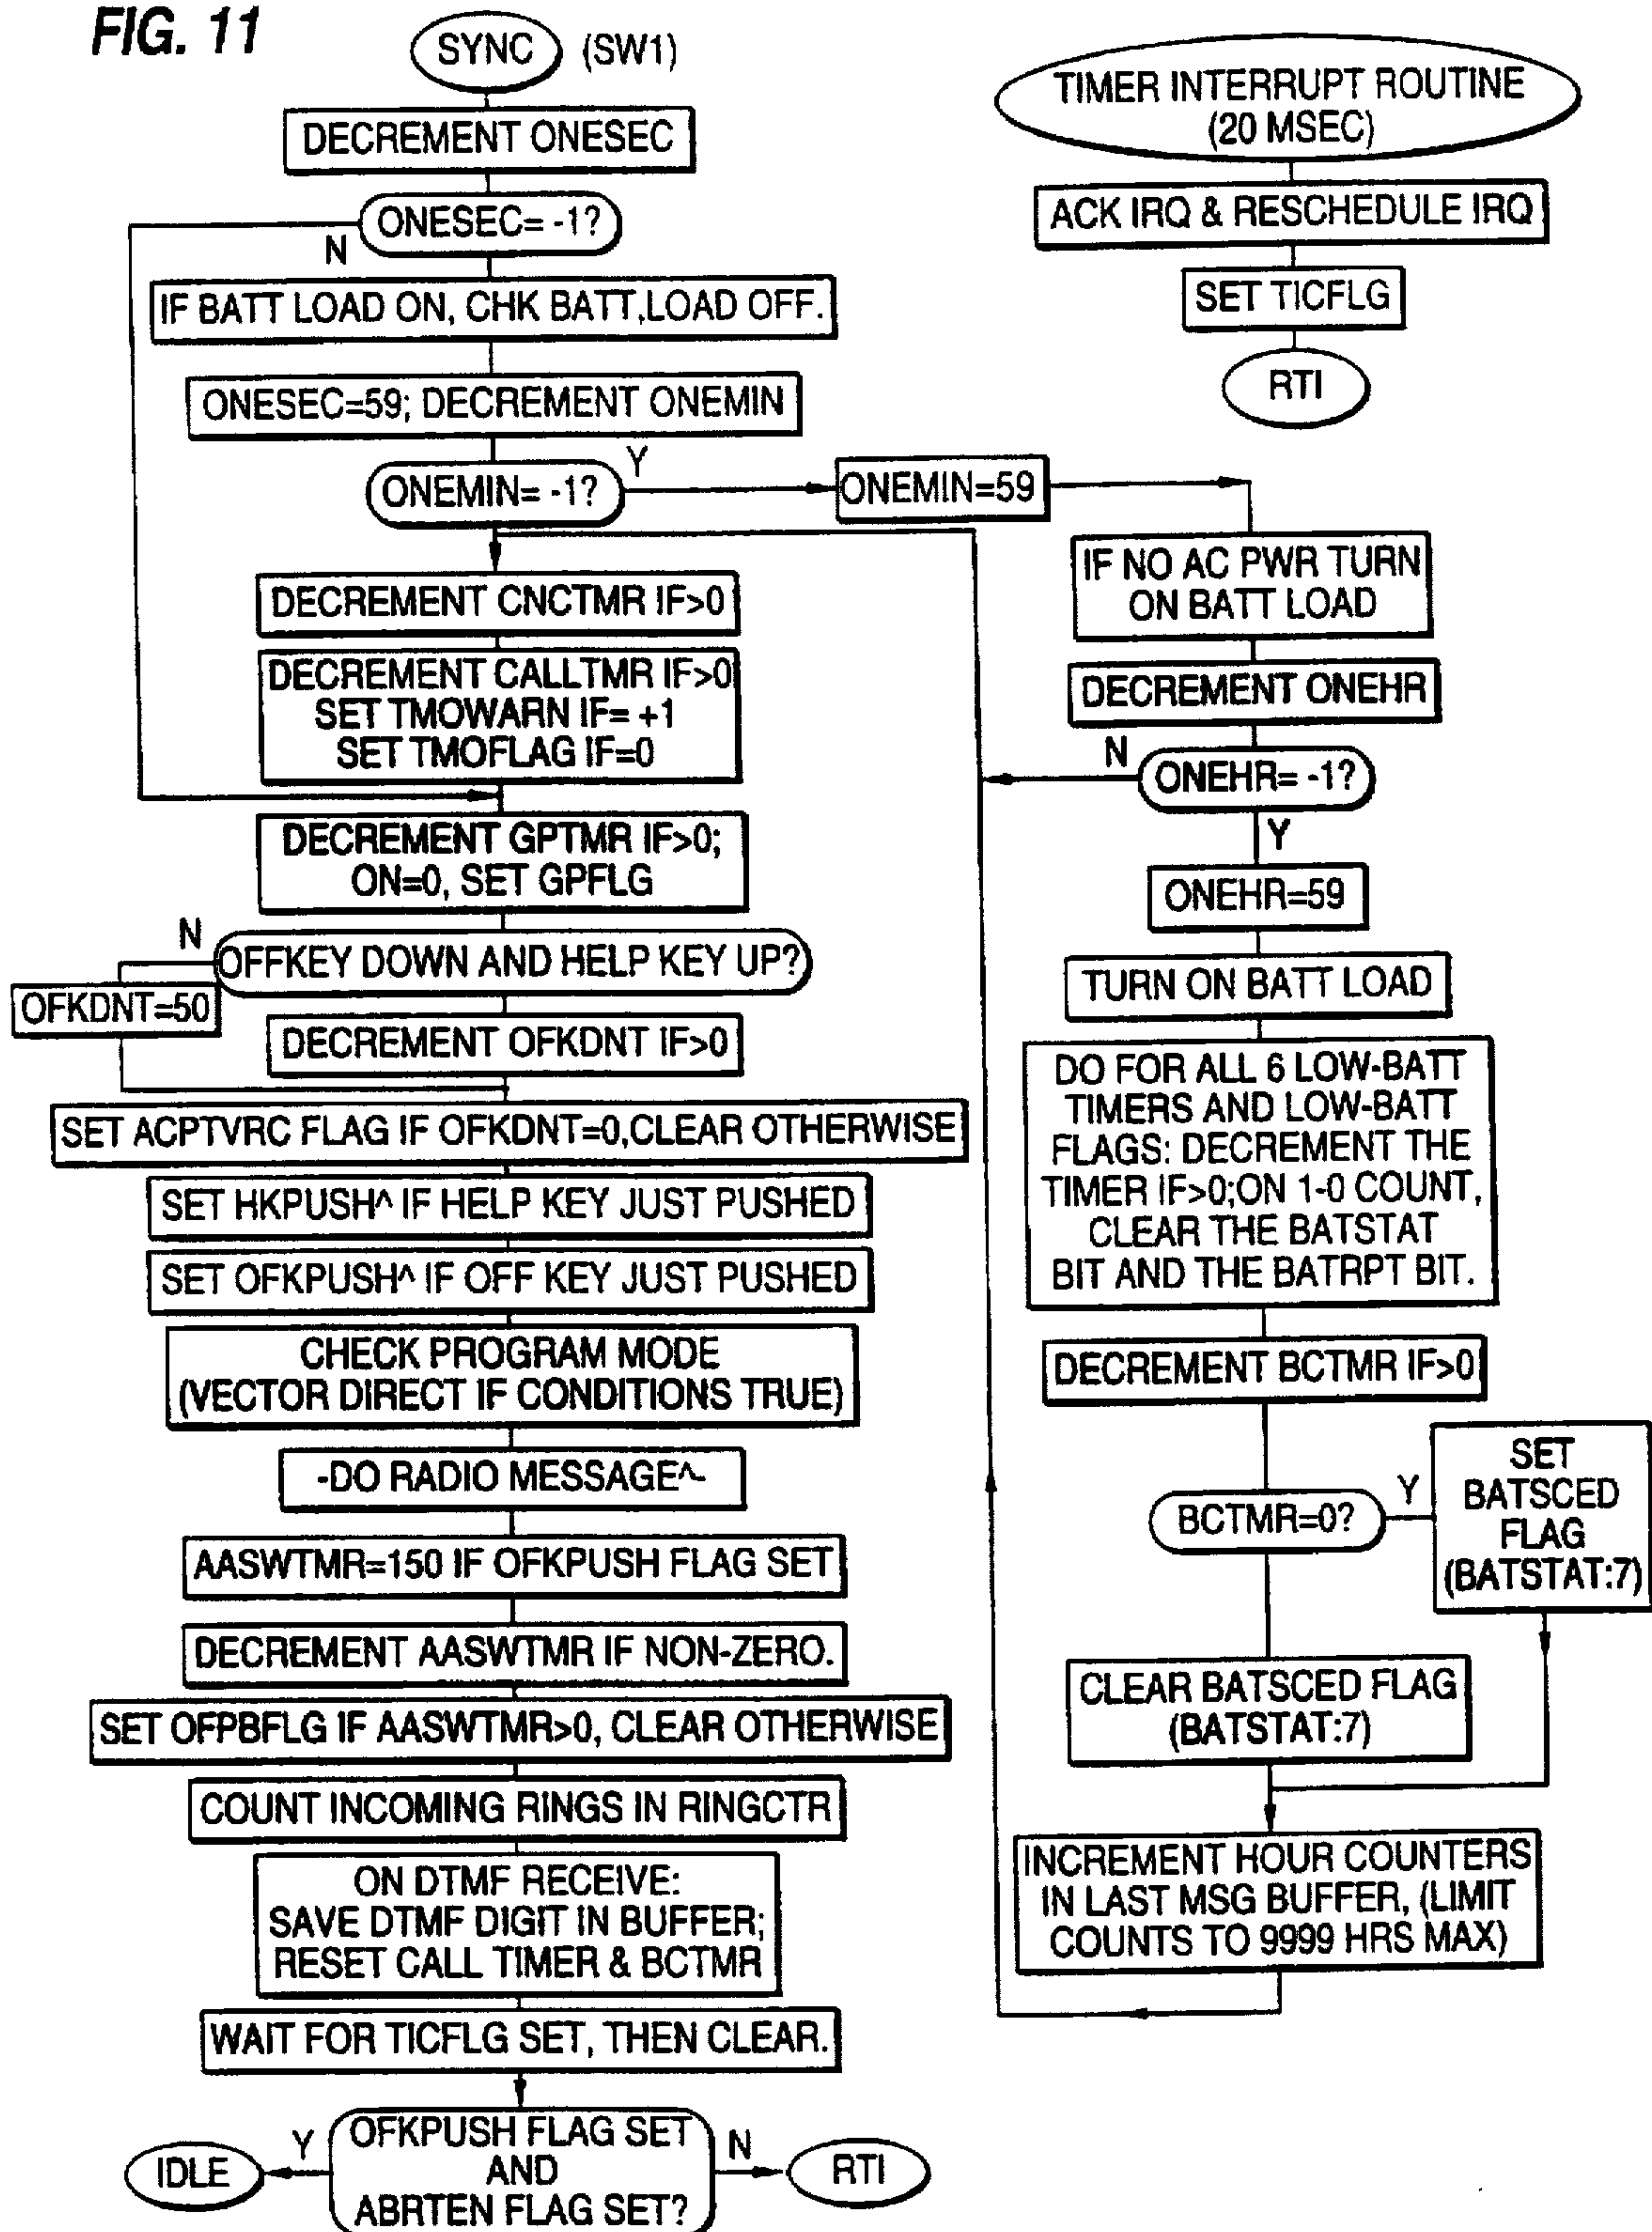 FIG. 11
SYNC (SW1)
DECREMENT ONESEC
ONESEC= -1?
N
IF BATT LOAD ON, CHK BATT,LOAD OFF.
ONESEC=59; DECREMENT ONEMIN
ONEMIN= -1?
Y
ONEMIN=59
DECREMENT CNCTMR IF>0
DECREMENT CALLTMR IF>0
SET TMOWARN IF= +1
SET TMOFLAG IF=0
DECREMENT GPTMR IF>0;
ON=0, SET GPFLG
N
OFFKEY DOWN AND HELP KEY UP?
OFKDNT=50
DECREMENT OFKDNT IF>0
SET ACPTVRC FLAG IF OFKDNT=0,CLEAR OTHERWISE
SET HKPUSH^ IF HELP KEY JUST PUSHED
SET OFKPUSH^ IF OFF KEY JUST PUSHED
CHECK PROGRAM MODE
(VECTOR DIRECT IF CONDITIONS TRUE)
-DO RADIO MESSAGE^-
AASWTMR=150 IF OFKPUSH FLAG SET
DECREMENT AASWTMR IF NON-ZERO.
SET OFPBFLG IF AASWTMR>0, CLEAR OTHERWISE
COUNT INCOMING RINGS IN RINGCTR
ON DTMF RECEIVE:
SAVE DTMF DIGIT IN BUFFER;
RESET CALL TIMER & BCTMR
WAIT FOR TICFLG SET, THEN CLEAR.
OFKPUSH FLAG SET
AND
ABRTEN FLAG SET?
Y
IDLE
N
RTI
TIMER INTERRUPT ROUTINE
(20 MSEC)
ACK IRQ & RESCHEDULE IRQ
SET TICFLG
RTI
IF NO AC PWR TURN
ON BATT LOAD
DECREMENT ONEHR
N
ONEHR= -1?
Y
ONEHR=59
TURN ON BATT LOAD
DO FOR ALL 6 LOW-BATT
TIMERS AND LOW-BATT
FLAGS: DECREMENT THE
TIMER IF>0;ON 1-0 COUNT,
CLEAR THE BATSTAT
BIT AND THE BATRPT BIT.
DECREMENT BCTMR IF>0
BCTMR=0?
Y
SET
BATSCED
FLAG
(BATSTAT:7)
CLEAR BATSCED FLAG
(BATSTAT:7)
INCREMENT HOUR COUNTERS
IN LAST MSG BUFFER, (LIMIT
COUNTS TO 9999 HRS MAX)